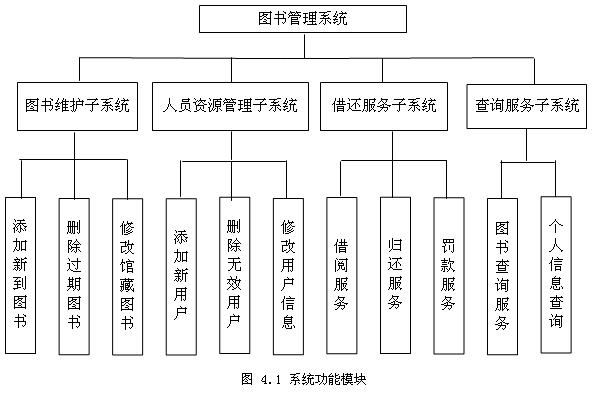 图书管理系统
图书维护子系统
人员资源管理子系统
借还服务子系统
查询服务子系统
添加新到图书
删除过期图书
修改馆藏图书
添加新用户
删除无效用户
修改用户信息
借阅服务
归还服务
罚款服务
图书查询服务
个人信息查询
图 4.1 系统功能模块